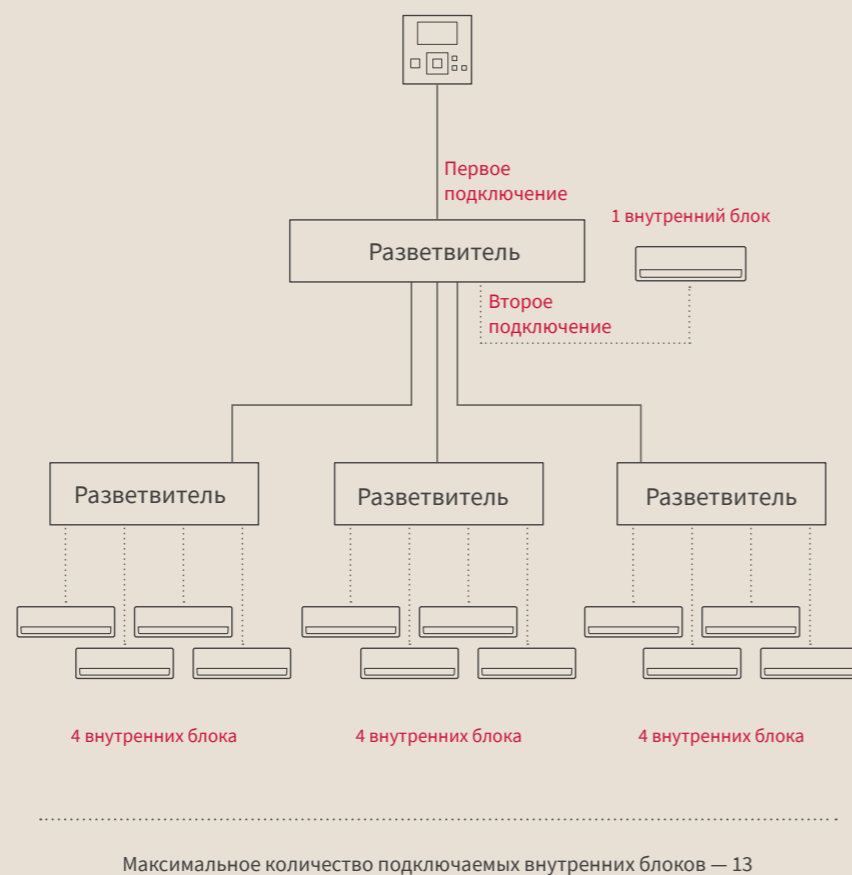 Первое
подключение
1 внутренний блок
Разветвитель
Второе
подключение
Разветвитель
Разветвитель
Разветвитель
4 внутренних блока
4 внутренних блока
4 внутренних блока
Максимальное количество подключаемых внутренних блоков — 13